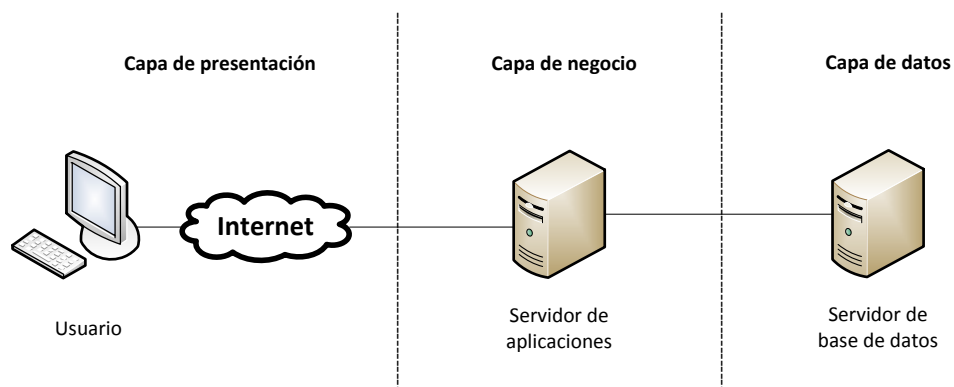 Capa de presentación
Capa de negocio
Capa de datos
Internet
Usuario
Servidor de
aplicaciones
Servidor de
base de datos